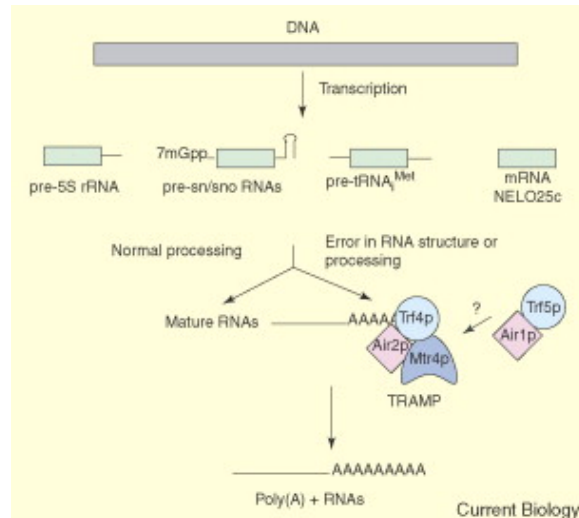 DNA
Transcription
7mGpp
pre-5S rRNA
pre-sn/sno RNAs
pre-tRNAiMet
mRNA
NELO25c
Normal processing
Error in RNA structure or
processing
Mature RNAs
AAAAA
Trf4p
Air2p
Mtr4p
?
Trf5p
Air1p
TRAMP
AAAAAAAAA
Poly(A) + RNAs
Current Biology